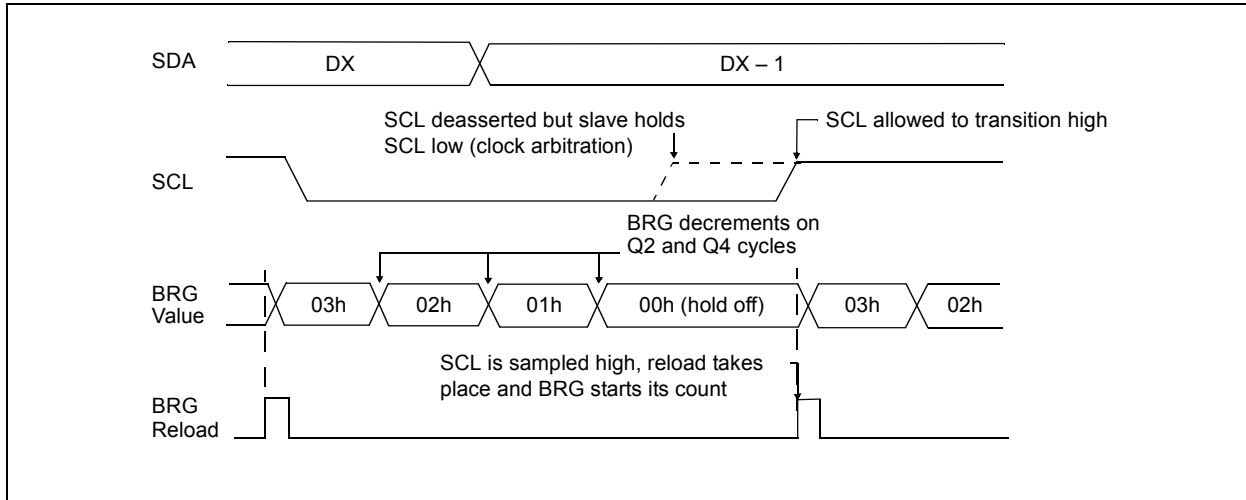 SDA
DX
DX – 1
SCL deasserted but slave holds
SCL low (clock arbitration)
SCL allowed to transition high
SCL
BRG decrements on
Q2 and Q4 cycles
BRG
Value
03h
02h
01h
00h (hold off)
03h
02h
SCL is sampled high, reload takes
place and BRG starts its count
BRG
Reload